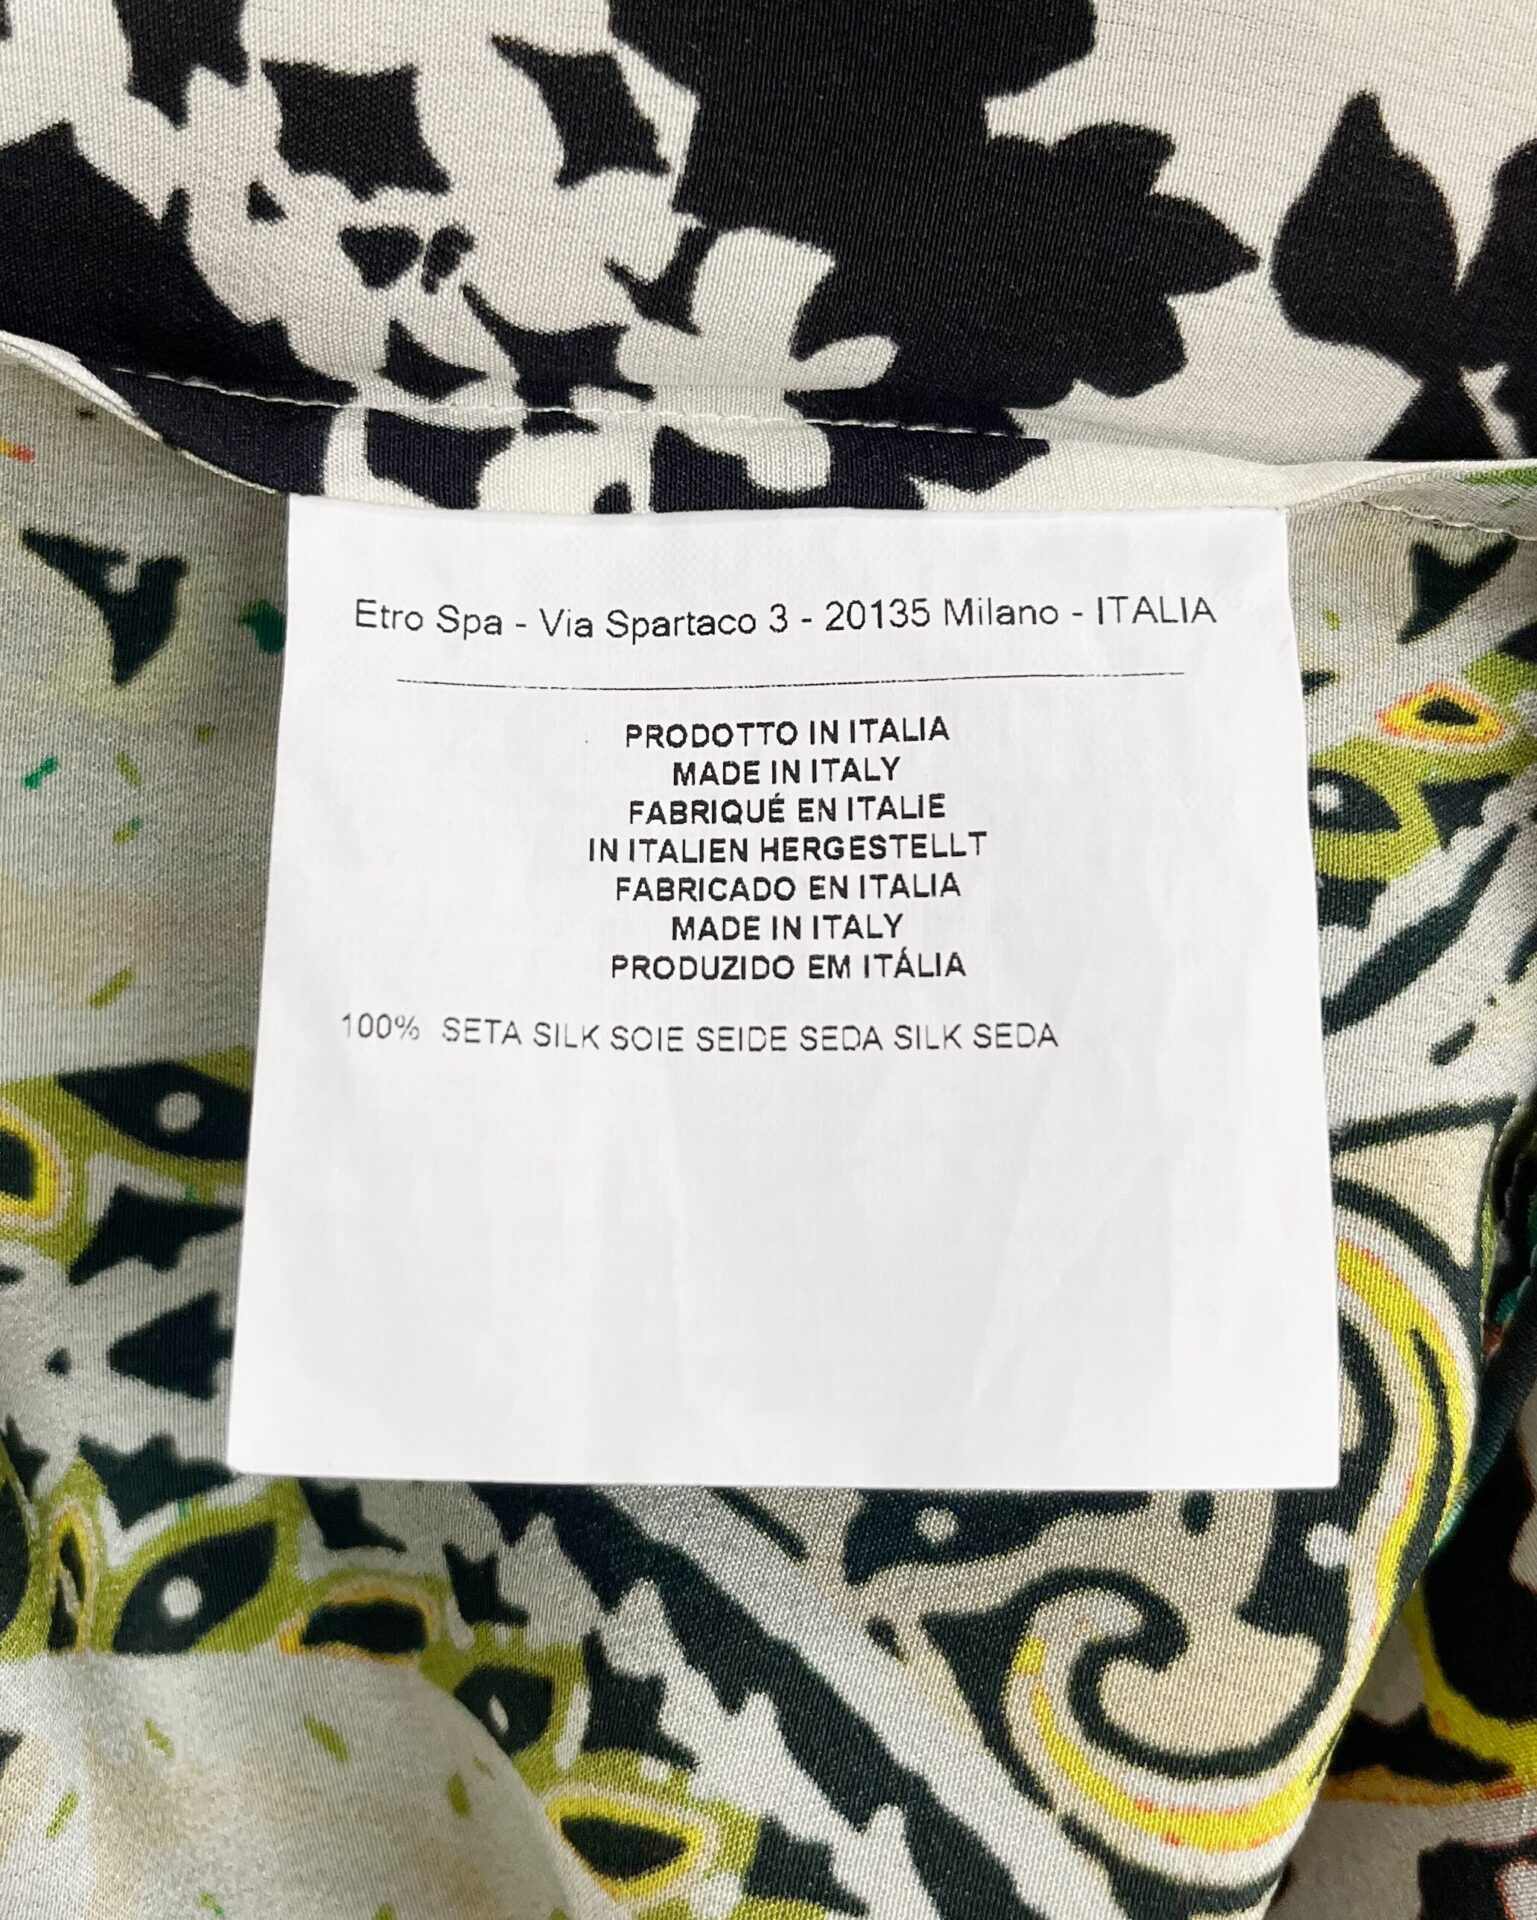 Etro Spa - Via Spartaco 3 - 20135 Milano - ITALIA
PRODOTTO IN ITALIA
MADE IN ITALY
FABRIQUÉ EN ITALIE
IN ITALIEN HERGESTELLT
FABRICADO EN ITALIA
MADE IN ITALY
PRODUZIDO EM ITÁLIA
100% SETA SILK SOIE SEIDE SEDA SILK SEDA